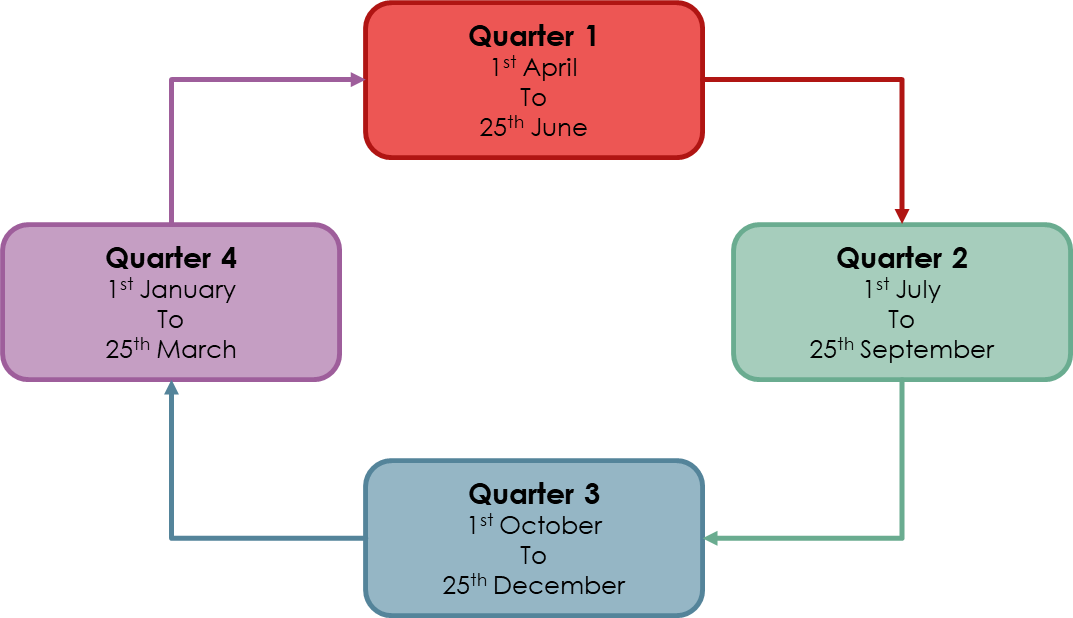 Quarter 1
1st April
To
25th June
Quarter 2
1st July
To
25th September
Quarter 3
1st October
To
25th December
Quarter 4
1st January
To
25th March